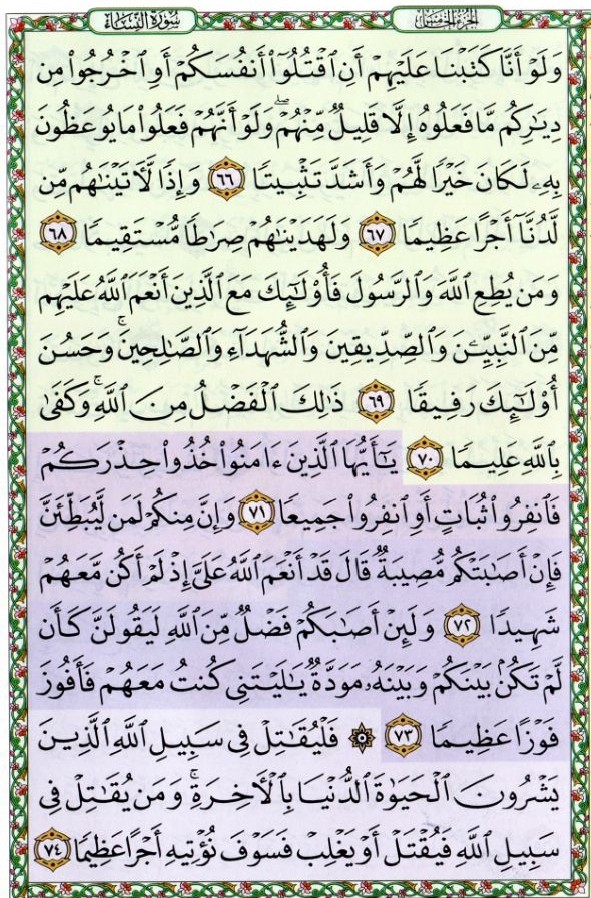 الجزء الخامس
سورة النساء
وَلَوْ أَنَّا كَتَبْنَا عَلَيْهِمْ أَنِ ٱقْتُلُوٓا۟ أَنفُسَكُمْ أَوِ ٱخْرُجُوا۟ مِن
دِيَـٰرِكُم مَّا فَعَلُوهُ إِلَّا قَلِيلٌ مِّنْهُمْ ۖ وَلَوْ أَنَّهُمْ فَعَلُوا۟ مَا يُوعَظُونَ
بِهِۦ لَكَانَ خَيْرًا لَّهُمْ وَأَشَدَّ تَثْبِيتًا ٦٦ وَإِذًا لَّـَٔاتَيْنَـٰهُم مِّن
لَّدُنَّآ أَجْرًا عَظِيمًا ٦٧ وَلَهَدَيْنَـٰهُمْ صِرَٰطًا مُّسْتَقِيمًا ٦٨
وَمَن يُطِعِ ٱللَّهَ وَٱلرَّسُولَ فَأُو۟لَـٰٓئِكَ مَعَ ٱلَّذِينَ أَنْعَمَ ٱللَّهُ عَلَيْهِم
مِّنَ ٱلنَّبِيِّـۧنَ وَٱلصِّدِّيقِينَ وَٱلشُّهَدَآءِ وَٱلصَّـٰلِحِينَ ۚ وَحَسُنَ
أُو۟لَـٰٓئِكَ رَفِيقًا ٦٩ ذَٰلِكَ ٱلْفَضْلُ مِنَ ٱللَّهِ ۚ وَكَفَىٰ
بِٱللَّهِ عَلِيمًا ٧٠ يَـٰٓأَيُّهَا ٱلَّذِينَ ءَامَنُوا۟ خُذُوا۟ حِذْرَكُمْ
فَٱنفِرُوا۟ ثُبَاتٍ أَوِ ٱنفِرُوا۟ جَمِيعًا ٧١ وَإِنَّ مِنكُمْ لَمَن لَّيُبَطِّئَنَّ
فَإِنْ أَصَـٰبَتْكُم مُّصِيبَةٌ قَالَ قَدْ أَنْعَمَ ٱللَّهُ عَلَىَّ إِذْ لَمْ أَكُن مَّعَهُمْ
شَهِيدًا ٧٢ وَلَئِنْ أَصَـٰبَكُمْ فَضْلٌ مِّنَ ٱللَّهِ لَيَقُولَنَّ كَأَن
لَّمْ تَكُنۢ بَيْنَكُمْ وَبَيْنَهُۥ مَوَدَّةٌ يَـٰلَيْتَنِى كُنتُ مَعَهُمْ فَأَفُوزَ
فَوْزًا عَظِيمًا ٧٣ ۞ فَلْيُقَـٰتِلْ فِى سَبِيلِ ٱللَّهِ ٱلَّذِينَ
يَشْرُونَ ٱلْحَيَوٰةَ ٱلدُّنْيَا بِٱلْـَٔاخِرَةِ ۚ وَمَن يُقَـٰتِلْ فِى
سَبِيلِ ٱللَّهِ فَيُقْتَلْ أَوْ يَغْلِبْ فَسَوْفَ نُؤْتِيهِ أَجْرًا عَظِيمًا ٧٤